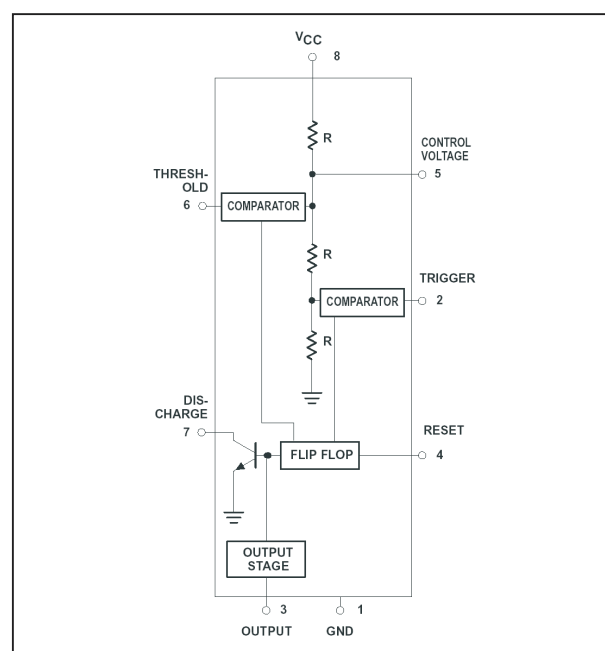 VCC
8
R
CONTROL
VOLTAGE
5
THRESH-
OLD
6
COMPARATOR
R
TRIGGER
COMPARATOR
2
R
DIS-
CHARGE
7
RESET
FLIP FLOP
4
OUTPUT
STAGE
3
1
OUTPUT
GND